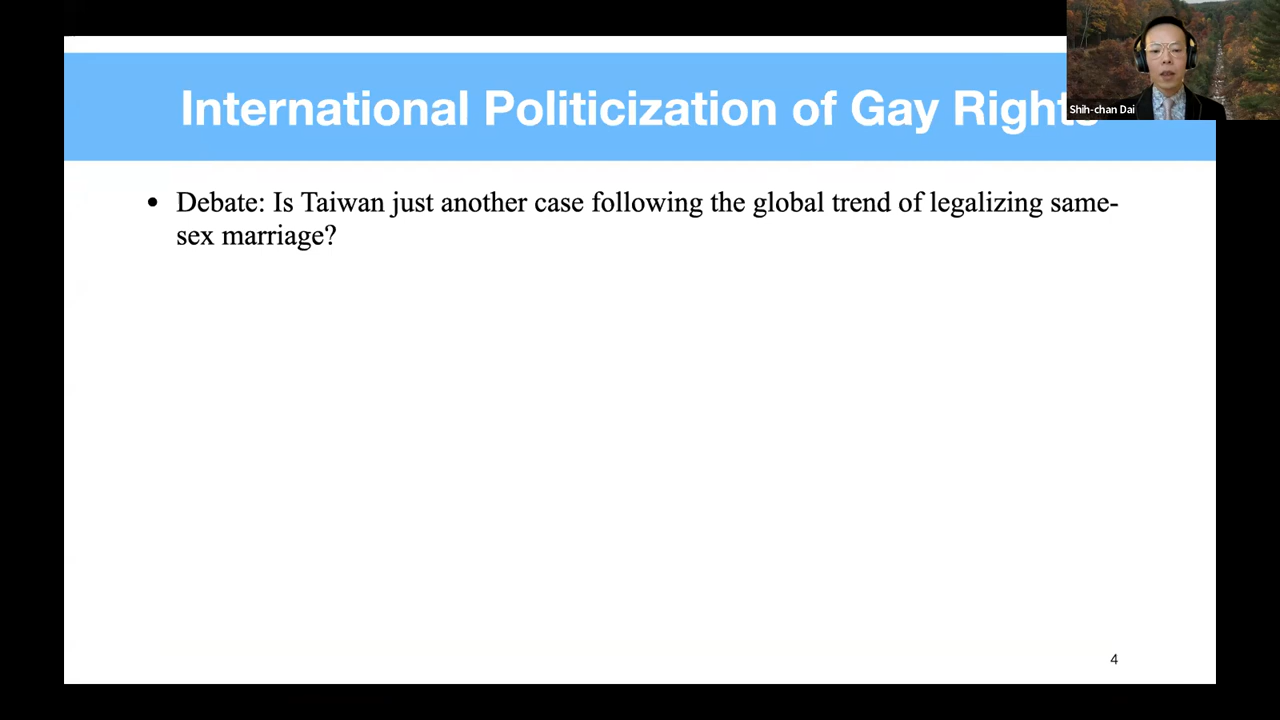 International Politicization of Gay Rights
Shih-chan Dai
• Debate: Is Taiwan just another case following the global trend of legalizing same-
sex marriage?
4